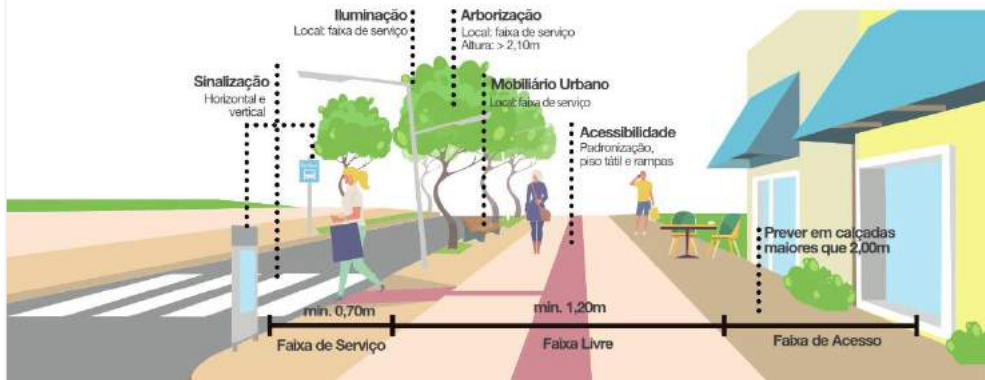 Iluminação
Local: faixa de serviço
Arborização
Local: faixa de serviço
Altura: > 2,10m
Sinalização
Horizontal e
vertical
Mobiliário Urbano
Local: faixa de serviço
Acessibilidade
Padronização,
piso tátil e rampas
Prever em calçadas
maiores que 2,00m
min. 0,70m
min. 1,20m
Faixa de Serviço
Faixa Livre
Faixa de Acesso